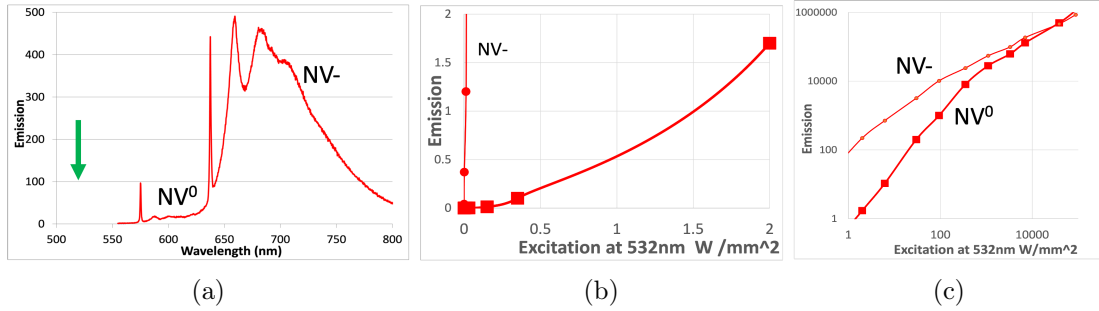 500
400
300
200
100
0
Emission
NV⁰
NV-
500
550
600
650
700
750
800
Wavelength (nm)
(a)
2
1.5
1
0.5
0
Emission
NV-
0
0.5
1
1.5
2
Excitation at 532nm W /mm^2
(b)
1000000
10000
100
1
Emission
NV-
NV⁰
1
100
10000
Excitation at 532nm W/mm^2
(c)